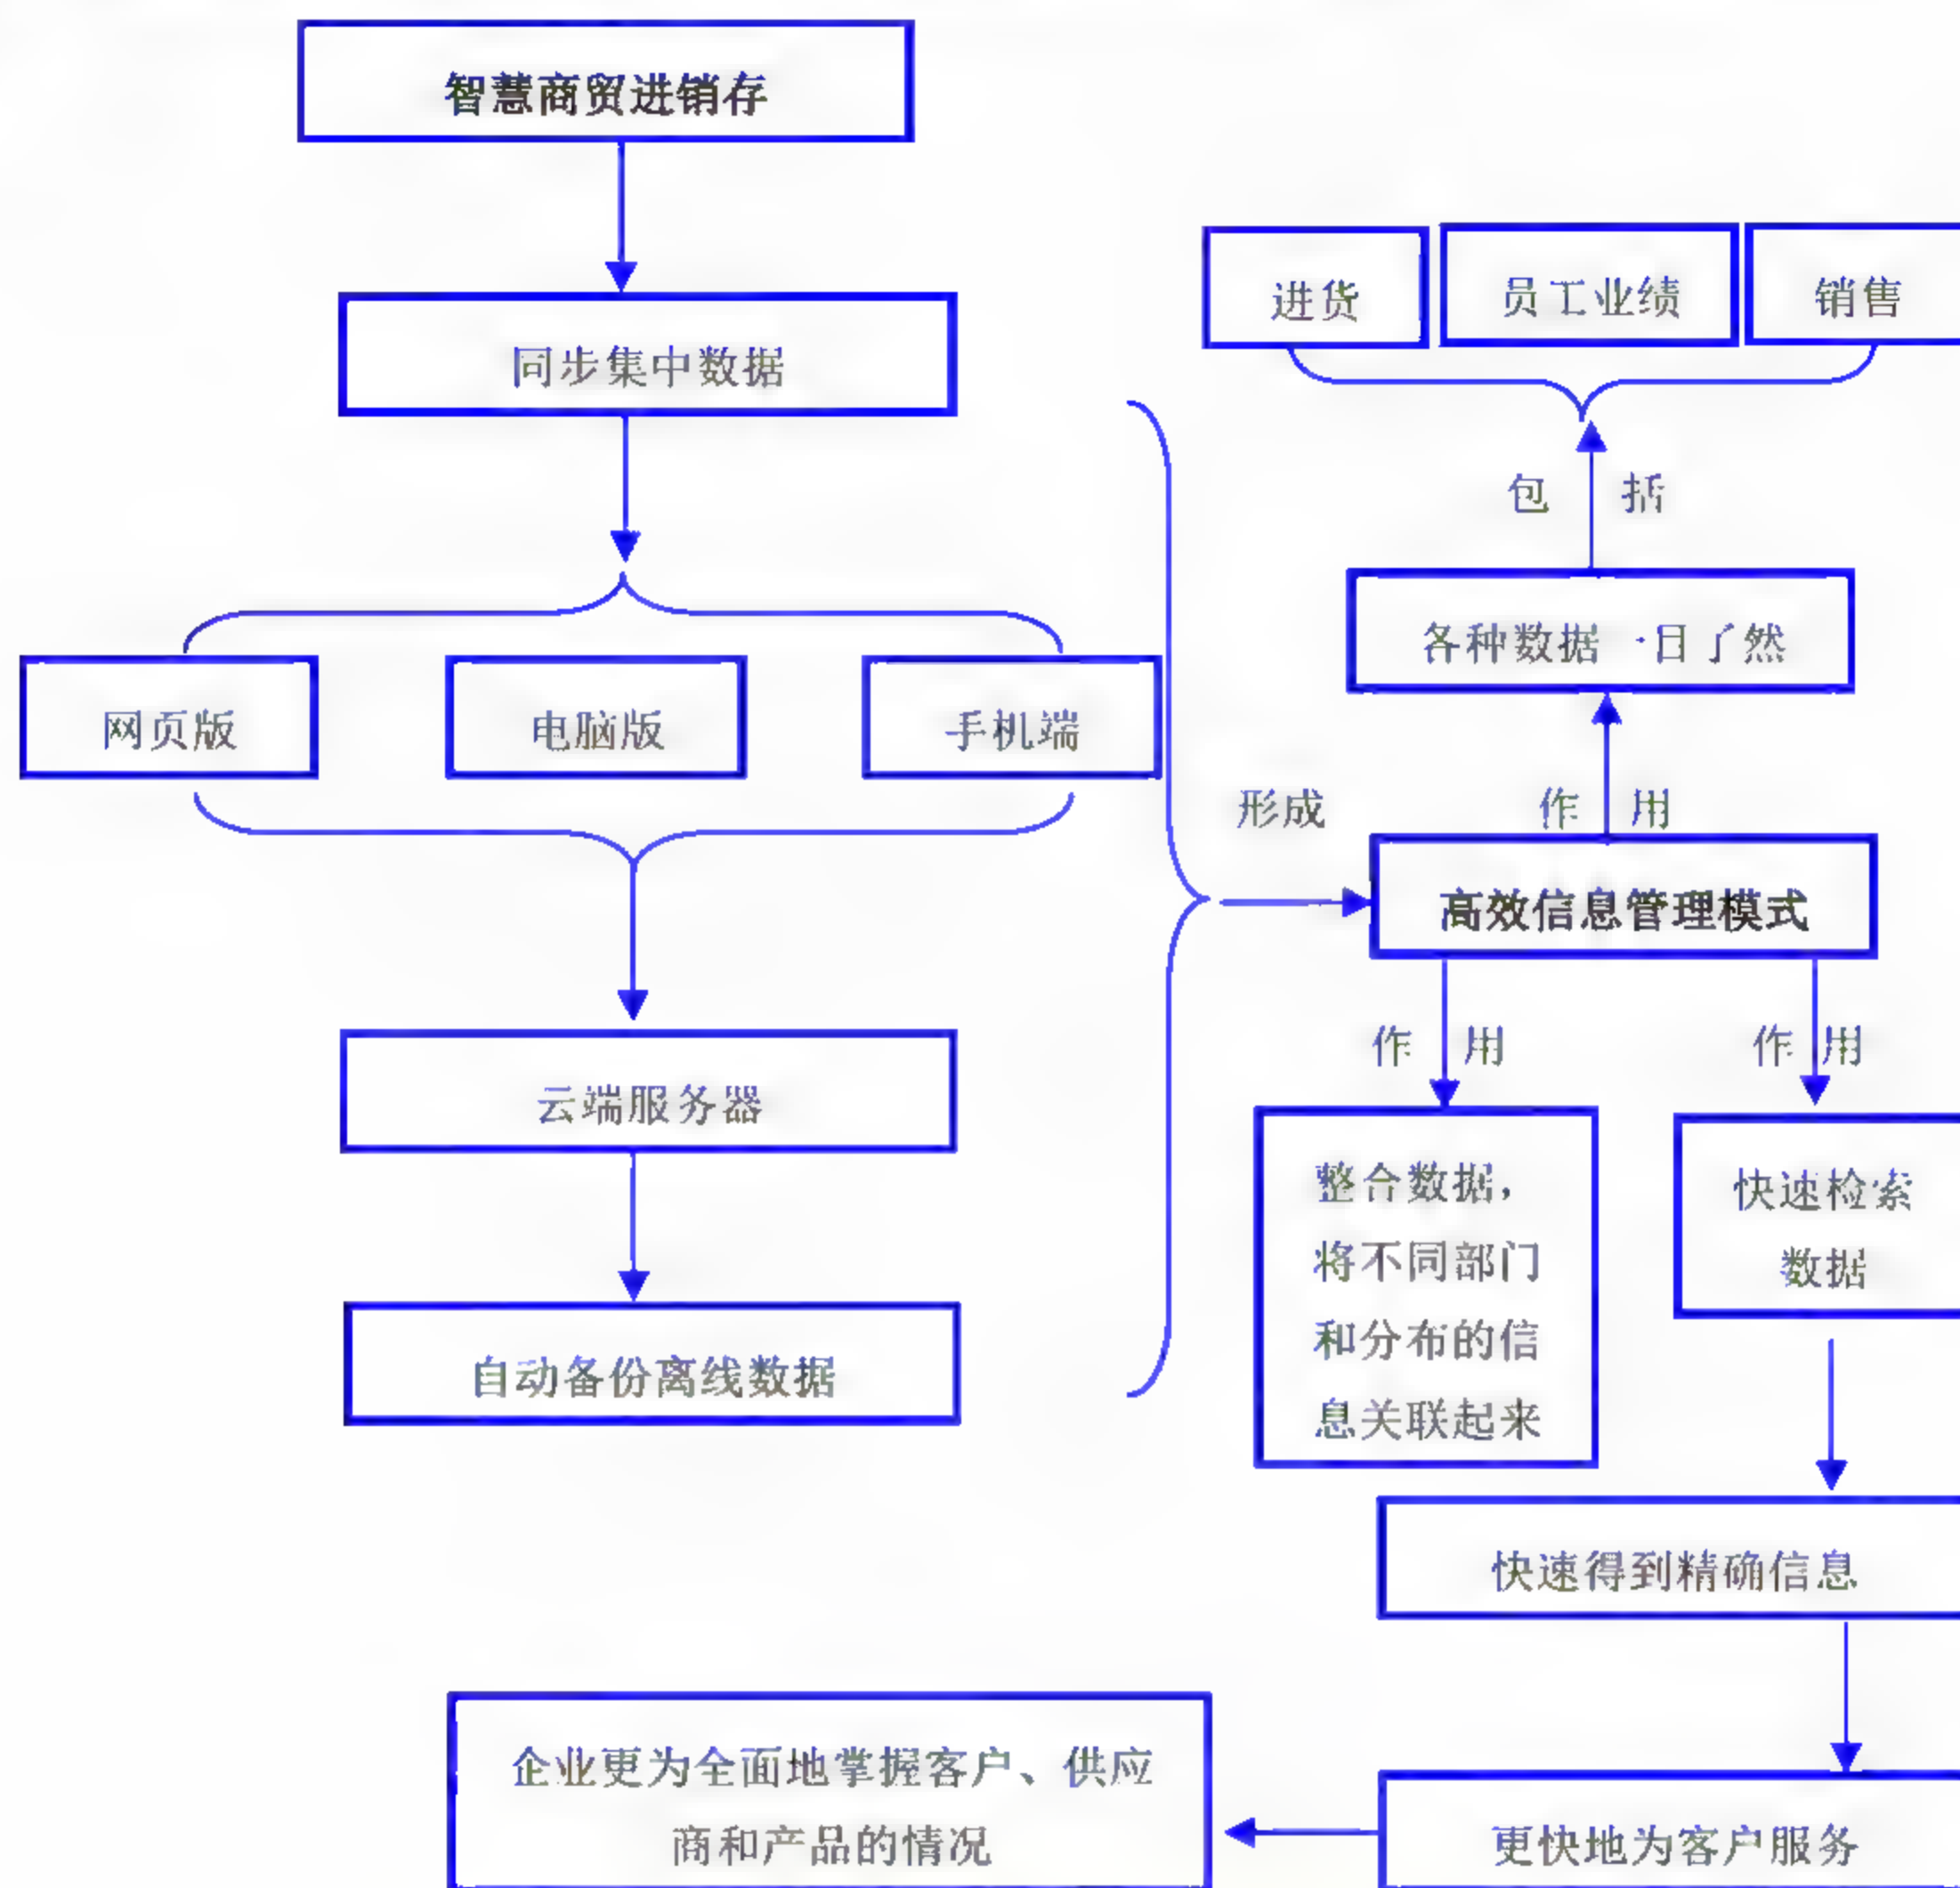 智慧商贸进销存
同步集中数据
网页版
电脑版
手机端
云端服务器
自动备份离线数据
形成
进货
员工业绩
销售
包 括
各种数据一目了然
作 用
高效信息管理模式
作 用
作 用
整合数据，
将不同部门
和分布的信
息关联起来
快速检索
数据
快速得到精确信息
更快地为客户服务
企业更为全面地掌握客户、供应
商和产品的情况